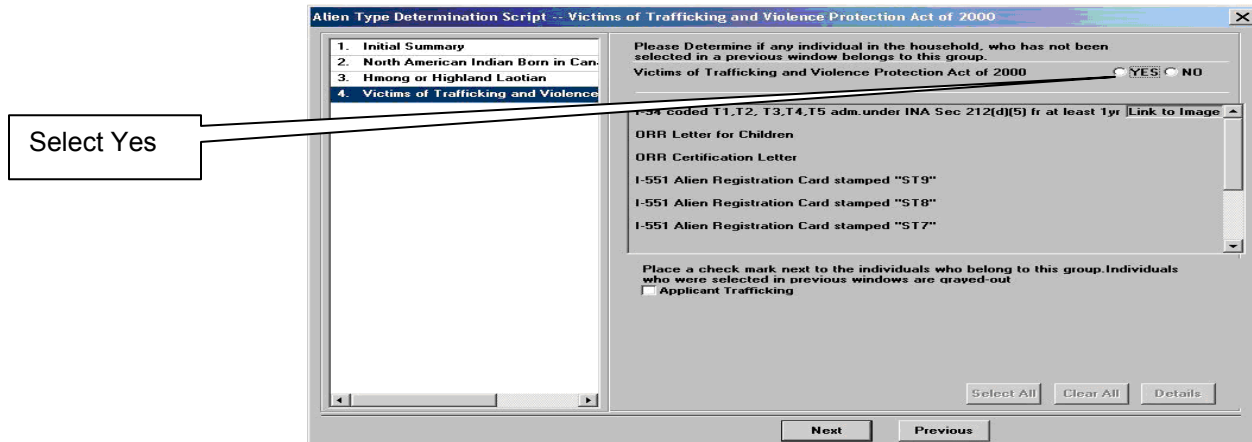 Alien Type Determination Script -- Victims of Trafficking and Violence Protection Act of 2000
1. Initial Summary
2. North American Indian Born in Can
3. Hmong or Highland Laotian
4. Victims of Trafficking and Violence
Select Yes
Please Determine if any individual in the household, who has not been
selected in a previous window belongs to this group.
Victims of Trafficking and Violence Protection Act of 2000 YES NO
I-94 coded T1,T2, T3,T4,T5 adm.under INA Sec 212(d)(5) fr at least 1yr Link to Image
ORR Letter for Children
ORR Certification Letter
I-551 Alien Registration Card stamped "ST9"
I-551 Alien Registration Card stamped "ST8"
I-551 Alien Registration Card stamped "ST7"
Place a check mark next to the individuals who belong to this group.Individuals
who were selected in previous windows are grayed-out
Applicant Trafficking
Select All Clear All Details
Next Previous